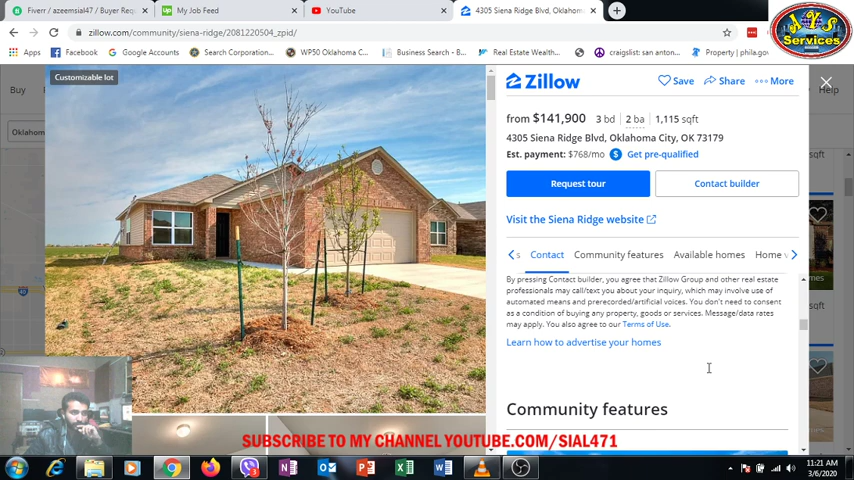 Fiverr / azeemsial47 / Buyer Requ
My Job Feed
YouTube
4305 Siena Ridge Blvd, Oklahom
zillow.com/community/siena-ridge/2081220504_zpid/
Apps
Facebook
Google Accounts
Search Corporation...
WP50 Oklahoma C...
Business Search - B...
Real Estate Wealth...
craigslist: san anton...
Property | phila.gov
SERVICES
Customizable lot
Buy
Help
Oklahom
Zillow
Save
Share
More
from $141,900
3 bd
2 ba
1,115 sqft
4305 Siena Ridge Blvd, Oklahoma City, OK 73179
Est. payment: $768/mo
$
Get pre-qualified
Request tour
Contact builder
Visit the Siena Ridge website
s
Contact
Community features
Available homes
Home v
By pressing Contact builder, you agree that Zillow Group and other real estate
professionals may call/text you about your inquiry, which may involve use of
automated means and prerecorded/artificial voices. You don't need to consent
as a condition of buying any property, goods or services. Message/data rates
may apply. You also agree to our Terms of Use.
Learn how to advertise your homes
Community features
sqft
sqft
SUBSCRIBE TO MY CHANNEL YOUTUBE.COM/SIAL471
11:21 AM
3/6/2020